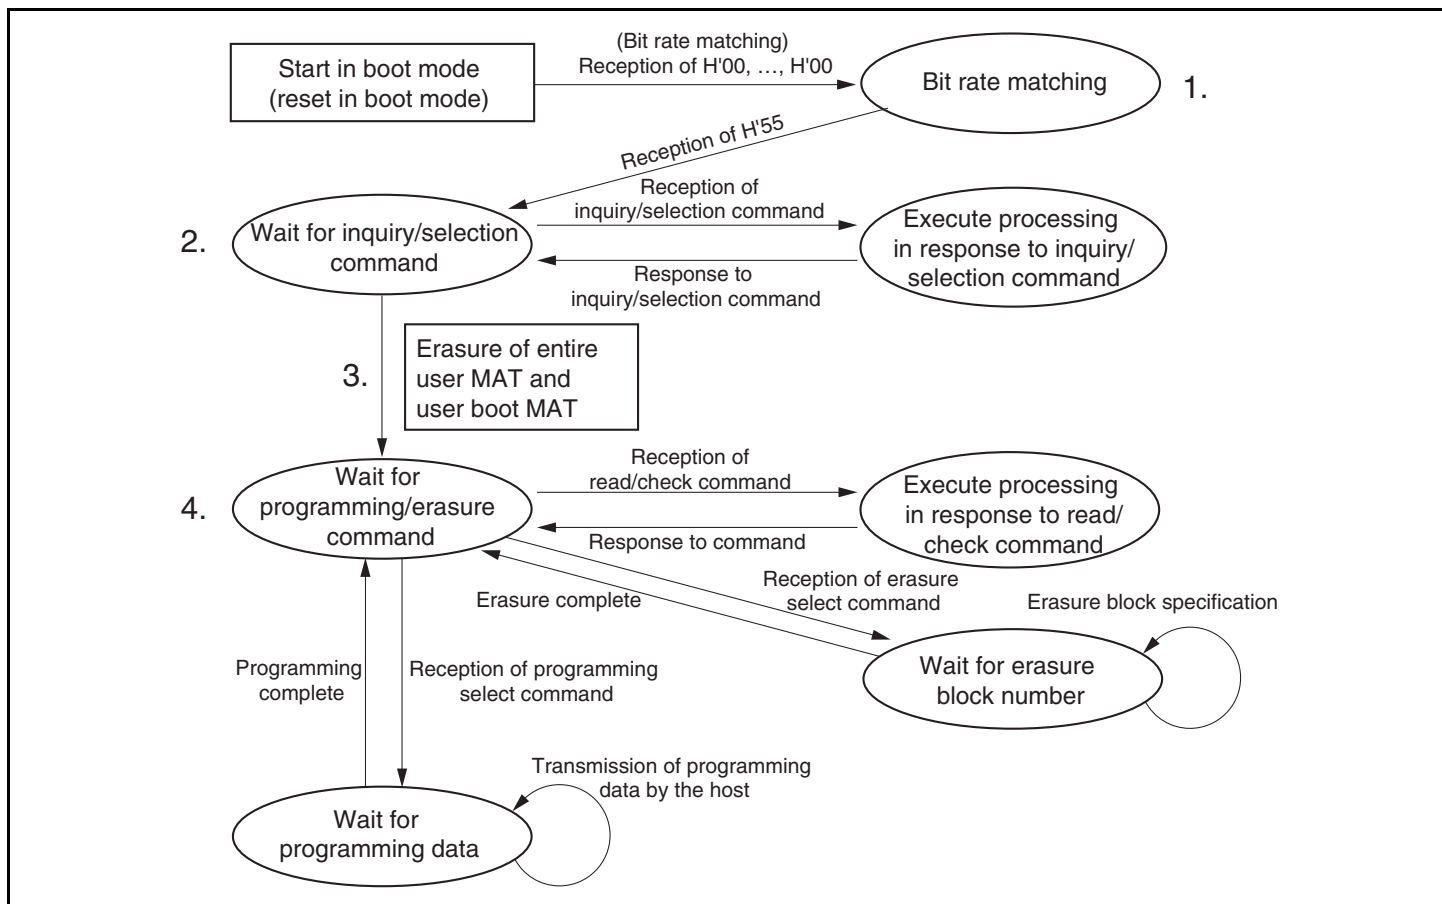 Start in boot mode
(reset in boot mode)
(Bit rate matching)
Reception of H'00, …, H'00
Bit rate matching
1.
Reception of H'55
2.
Wait for inquiry/selection
command
Reception of
inquiry/selection command
Response to
inquiry/selection command
Execute processing
in response to inquiry/
selection command
3.
Erasure of entire
user MAT and
user boot MAT
4.
Wait for
programming/erasure
command
Reception of
read/check command
Response to command
Execute processing
in response to read/
check command
Reception of erasure
select command
Erasure complete
Erasure block specification
Wait for erasure
block number
Programming
complete
Reception of programming
select command
Transmission of programming
data by the host
Wait for
programming data